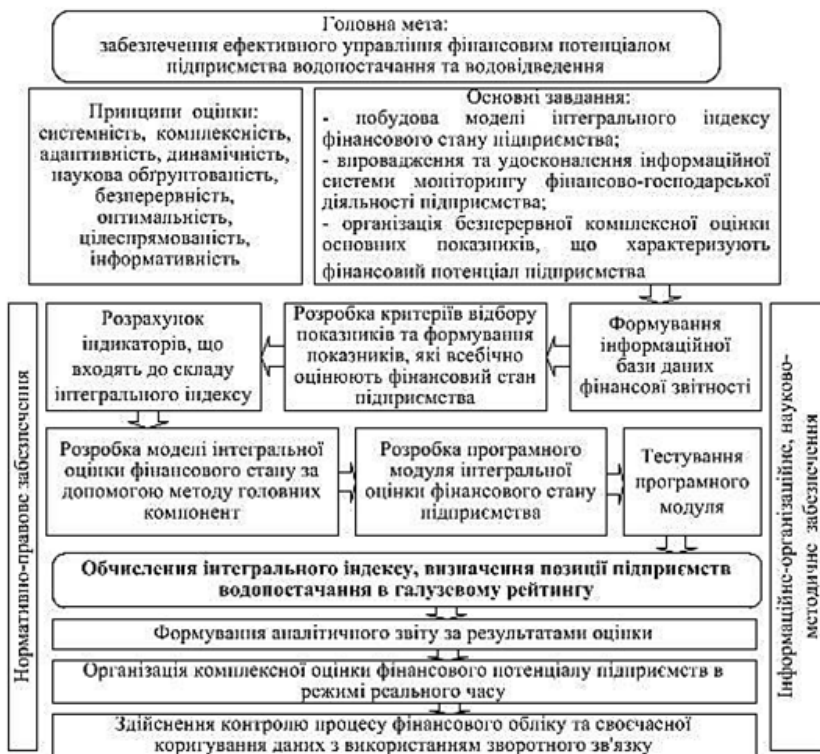 Головна мета:
забезпечення ефективного управління фінансовим потенціалом
підприємства водопостачання та водовідведення
Принципи оцінки:
системність, комплексність,
адаптивність, динамічність,
наукова обґрунтованість,
безперервність,
оптимальність,
цілеспрямованість,
інформативність
Основні завдання:
- побудова моделі інтегрального індексу
фінансового стану підприємства;
- впровадження та удосконалення інформаційної
системи моніторингу фінансово-господарської
діяльності підприємства;
- організація безперервної комплексної оцінки
основних показників, що характеризують
фінансовий потенціал підприємства
Нормативно-правове забезпечення
Розрахунок
індикаторів, що
входять до складу
інтегрального індексу
Розробка критеріїв відбору
показників та формування
показників, які всебічно
оцінюють фінансовий стан
підприємства
Формування
інформаційної
бази даних
фінансової звітності
Розробка моделі інтегральної
оцінки фінансового стану за
допомогою методу головних
компонент
Розробка програмного
модуля інтегральної
оцінки фінансового стану
підприємства
Тестування
програмного
модуля
Обчислення інтегрального індексу, визначення позиції підприємств
водопостачання в галузевому рейтингу
Формування аналітичного звіту за результатами оцінки
Організація комплексної оцінки фінансового потенціалу підприємств в
режимі реального часу
Здійснення контролю процесу фінансового обліку та своєчасної
коригування даних з використанням зворотного зв'язку
Інформаційне-організаційне, науково-
методичне забезпечення